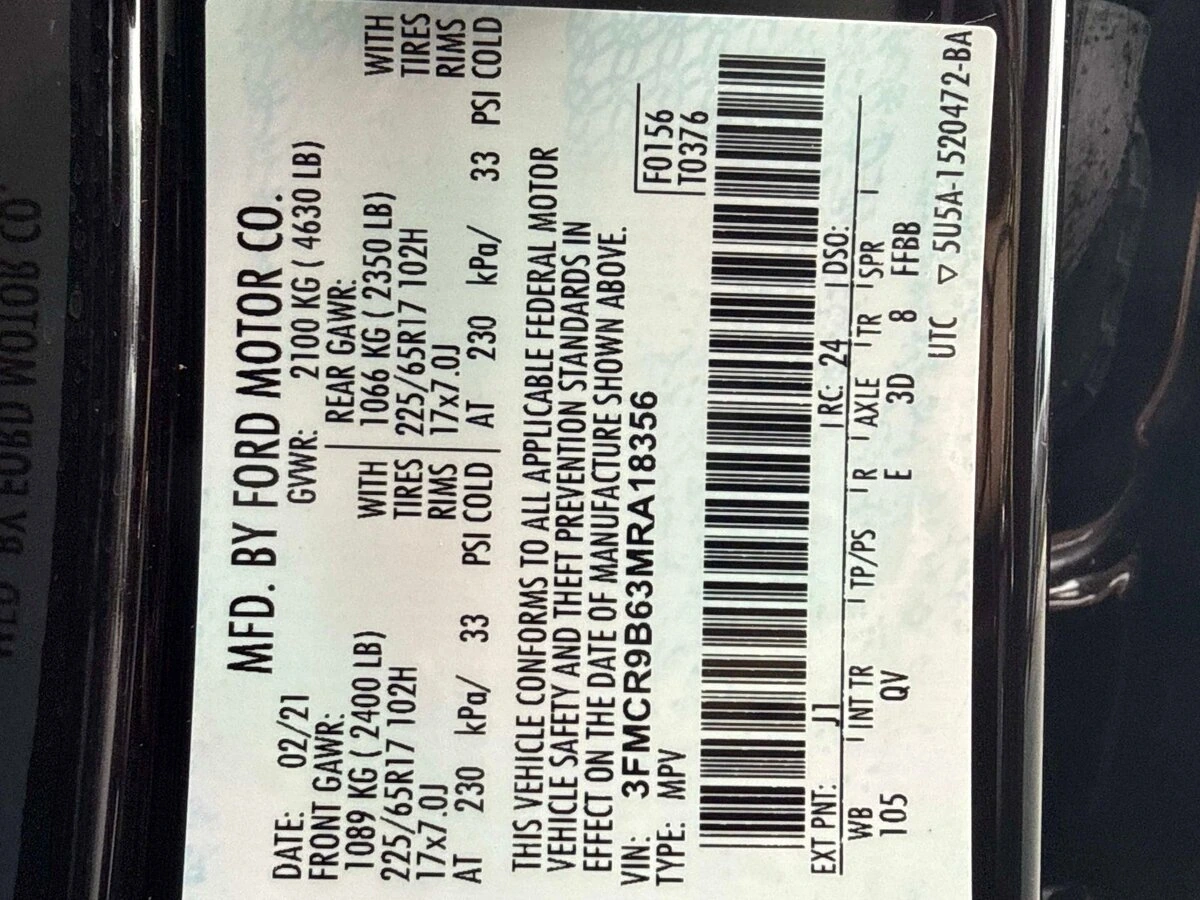 MFD. BY FORD MOTOR CO.
DATE: 02/21 GVWR: 2100 KG ( 4630 LB)
FRONT GAWR: REAR GAWR:
1089 KG ( 2400 LB) WITH 1066 KG ( 2350 LB) WITH
225/65R17 102H TIRES 225/65R17 102H TIRES
17x7.0J RIMS 17x7.0J RIMS
AT 230 kPa/ 33 PSI COLD AT 230 kPa/ 33 PSI COLD
THIS VEHICLE CONFORMS TO ALL APPLICABLE FEDERAL MOTOR
VEHICLE SAFETY AND THEFT PREVENTION STANDARDS IN
EFFECT ON THE DATE OF MANUFACTURE SHOWN ABOVE.
VIN: 3FMCR9B63MRA18356 F0156
TYPE: MPV T0376
EXT PNT: J1 RC: 24 DSO:
WB INT TR TP/PS R AXLE TR SPR
105 QV E 3D 8 FFBB
UTC ▽ 5U5A-1520472-BA